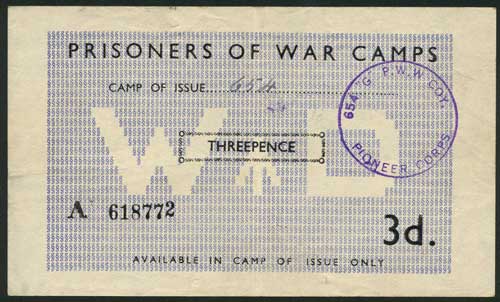 PRISONERS OF WAR CAMPS
CAMP OF ISSUE......654......
654 "G" P.W.W COY.
PIONEER CORPS
W↑D
THREEPENCE
A 618772
3d.
AVAILABLE IN CAMP OF ISSUE ONLY